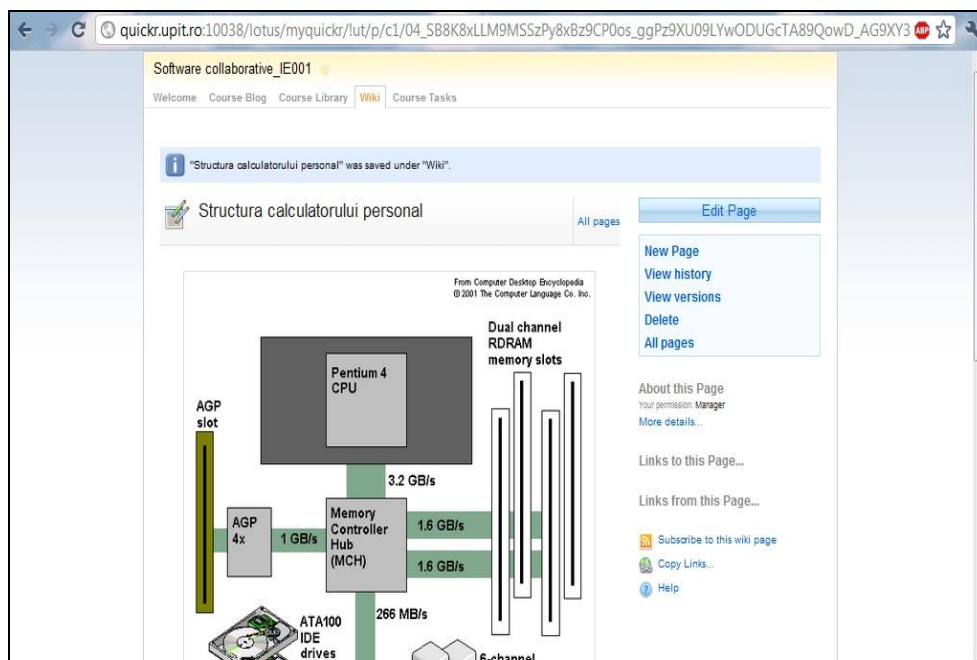 quickr.upit.ro:10038/lotus/myquickr/lut/p/c1/04_SB8K8xLLM9MSSzPy8xBz9CP0os_ggPz9XU09LYwODUGcTA89QowD_AG9XY3
ABP
Software collaborative_IE001
Welcome Course Blog Course Library Wiki Course Tasks
"Structura calculatorului personal" was saved under "Wiki".
Structura calculatorului personal
All pages
Edit Page
New Page
View history
View versions
Delete
All pages
About this Page
Your permission: Manager
More details...
Links to this Page...
Links from this Page...
Subscribe to this wiki page
Copy Links...
Help
From Computer Desktop Encyclopedia
© 2001 The Computer Language Co. Inc.
Dual channel
RDRAM
memory slots
Pentium 4
CPU
AGP
slot
3.2 GB/s
AGP
4x
1 GB/s
Memory
Controller
Hub
(MCH)
1.6 GB/s
1.6 GB/s
266 MB/s
ATA100
IDE
drives
6-channel